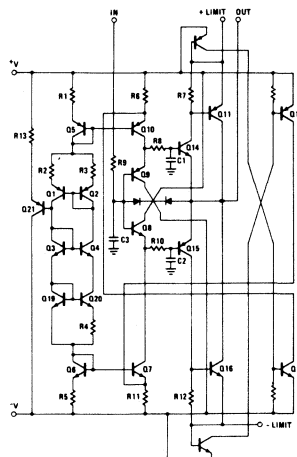 IN
+ LIMIT
OUT
+V
R1
R6
R7
R13
Q5
Q10
Q11
R8
Q14
C1
R2
R3
R9
Q9
Q1
Q2
Q21
Q8
C3
R10
Q15
Q3
Q4
C2
Q19
Q20
R4
Q6
Q7
Q16
R5
R11
R12
-V
- LIMIT